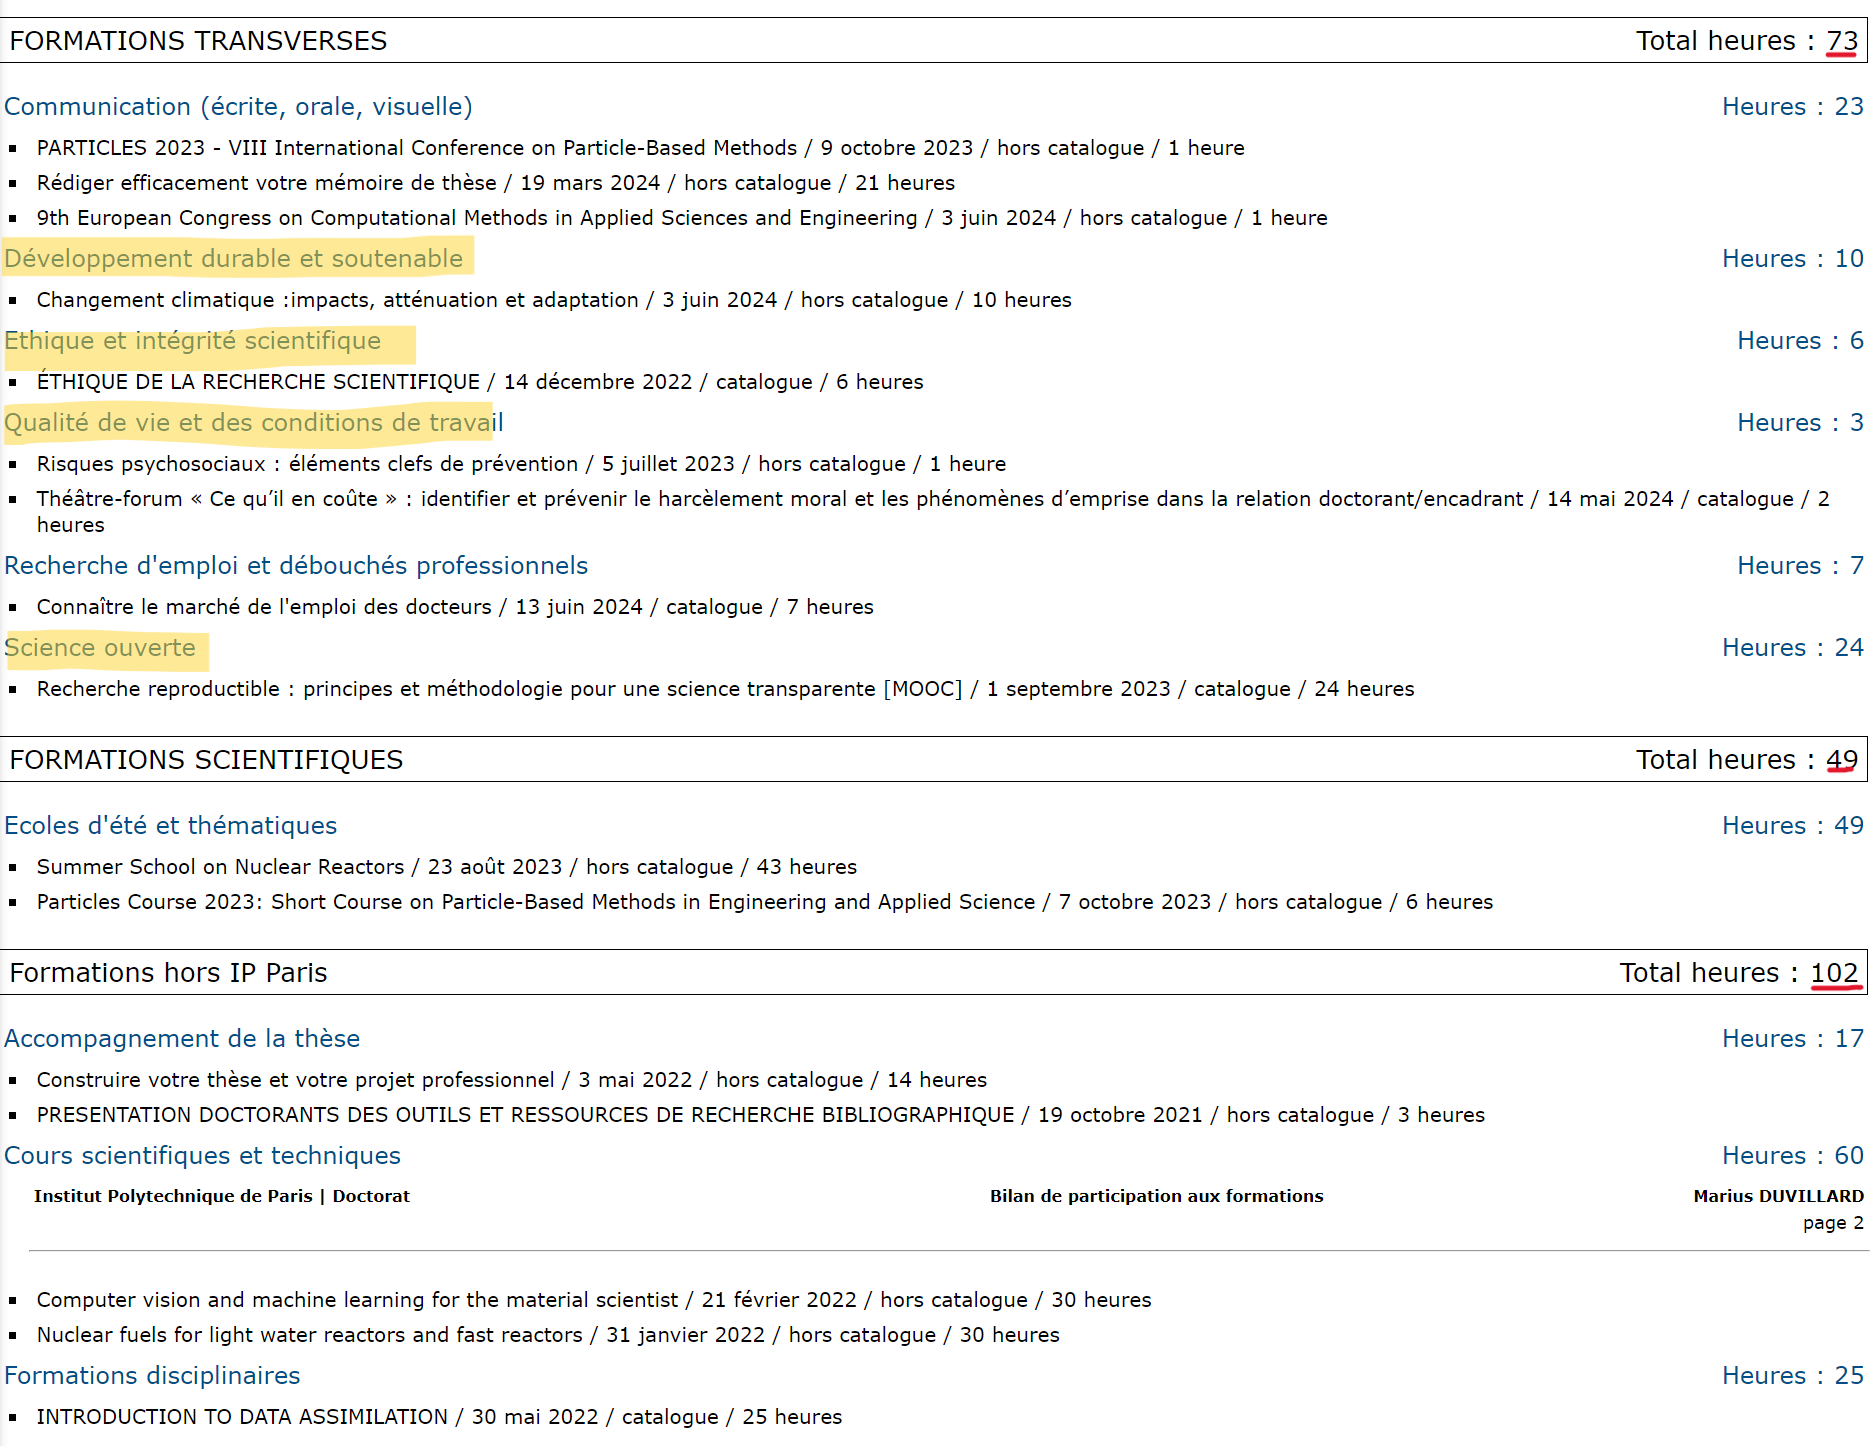 FORMATIONS TRANSVERSES Total heures : 73
Communication (écrite, orale, visuelle) Heures : 23
▪ PARTICLES 2023 - VIII International Conference on Particle-Based Methods / 9 octobre 2023 / hors catalogue / 1 heure
▪ Rédiger efficacement votre mémoire de thèse / 19 mars 2024 / hors catalogue / 21 heures
▪ 9th European Congress on Computational Methods in Applied Sciences and Engineering / 3 juin 2024 / hors catalogue / 1 heure
Développement durable et soutenable Heures : 10
▪ Changement climatique :impacts, atténuation et adaptation / 3 juin 2024 / hors catalogue / 10 heures
Ethique et intégrité scientifique Heures : 6
▪ ÉTHIQUE DE LA RECHERCHE SCIENTIFIQUE / 14 décembre 2022 / catalogue / 6 heures
Qualité de vie et des conditions de travail Heures : 3
▪ Risques psychosociaux : éléments clefs de prévention / 5 juillet 2023 / hors catalogue / 1 heure
▪ Théâtre-forum « Ce qu’il en coûte » : identifier et prévenir le harcèlement moral et les phénomènes d’emprise dans la relation doctorant/encadrant / 14 mai 2024 / catalogue / 2
heures
Recherche d'emploi et débouchés professionnels Heures : 7
▪ Connaître le marché de l'emploi des docteurs / 13 juin 2024 / catalogue / 7 heures
Science ouverte Heures : 24
▪ Recherche reproductible : principes et méthodologie pour une science transparente [MOOC] / 1 septembre 2023 / catalogue / 24 heures
FORMATIONS SCIENTIFIQUES Total heures : 49
Ecoles d'été et thématiques Heures : 49
▪ Summer School on Nuclear Reactors / 23 août 2023 / hors catalogue / 43 heures
▪ Particles Course 2023: Short Course on Particle-Based Methods in Engineering and Applied Science / 7 octobre 2023 / hors catalogue / 6 heures
Formations hors IP Paris Total heures : 102
Accompagnement de la thèse Heures : 17
▪ Construire votre thèse et votre projet professionnel / 3 mai 2022 / hors catalogue / 14 heures
▪ PRESENTATION DOCTORANTS DES OUTILS ET RESSOURCES DE RECHERCHE BIBLIOGRAPHIQUE / 19 octobre 2021 / hors catalogue / 3 heures
Cours scientifiques et techniques Heures : 60
Institut Polytechnique de Paris | Doctorat Bilan de participation aux formations Marius DUVILLARD
page 2
▪ Computer vision and machine learning for the material scientist / 21 février 2022 / hors catalogue / 30 heures
▪ Nuclear fuels for light water reactors and fast reactors / 31 janvier 2022 / hors catalogue / 30 heures
Formations disciplinaires Heures : 25
▪ INTRODUCTION TO DATA ASSIMILATION / 30 mai 2022 / catalogue / 25 heures